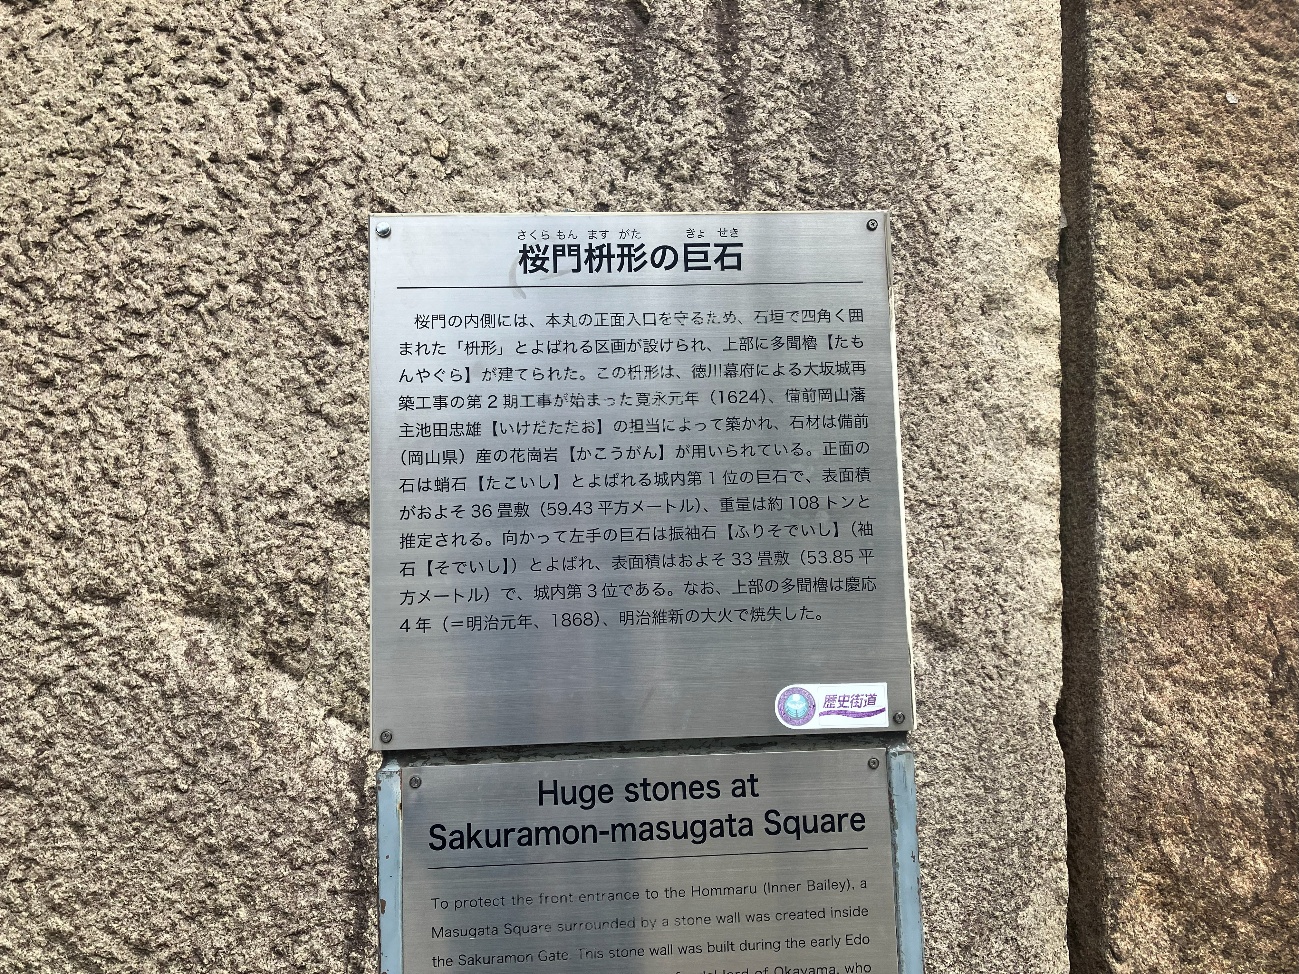 さくら もん ます がた ぎょ せき
桜門枡形の巨石
桜門の内側には、本丸の正面入口を守るため、石垣で四角く囲
まれた「枡形」とよばれる区画が設けられ、上部に多聞櫓【たも
んやぐら】が建てられた。この枡形は、徳川幕府による大坂城再
築工事の第2期工事が始まった寛永元年（1624）、備前岡山藩
主池田忠雄【いけだただお】の担当によって築かれ、石材は備前
（岡山県）産の花崗岩【かこうがん】が用いられている。正面の
石は蛸石【たこいし】とよばれる城内第1位の巨石で、表面積
がおよそ36畳敷（59.43平方メートル）、重量は約108トンと
推定される。向かって左手の巨石は振袖石【ふりそでいし】（袖
石【そでいし】）とよばれ、表面積はおよそ33畳敷（53.85平
方メートル）で、城内第3位である。なお、上部の多聞櫓は慶応
4年（＝明治元年、1868）、明治維新の大火で焼失した。
歴史街道
Huge stones at
Sakuramon-masugata Square
To protect the front entrance to the Hommaru (Inner Bailey), a
Masugata Square surrounded by a stone wall was created inside
the Sakuramon Gate. This stone wall was built during the early Edo
lord of Okayama, who